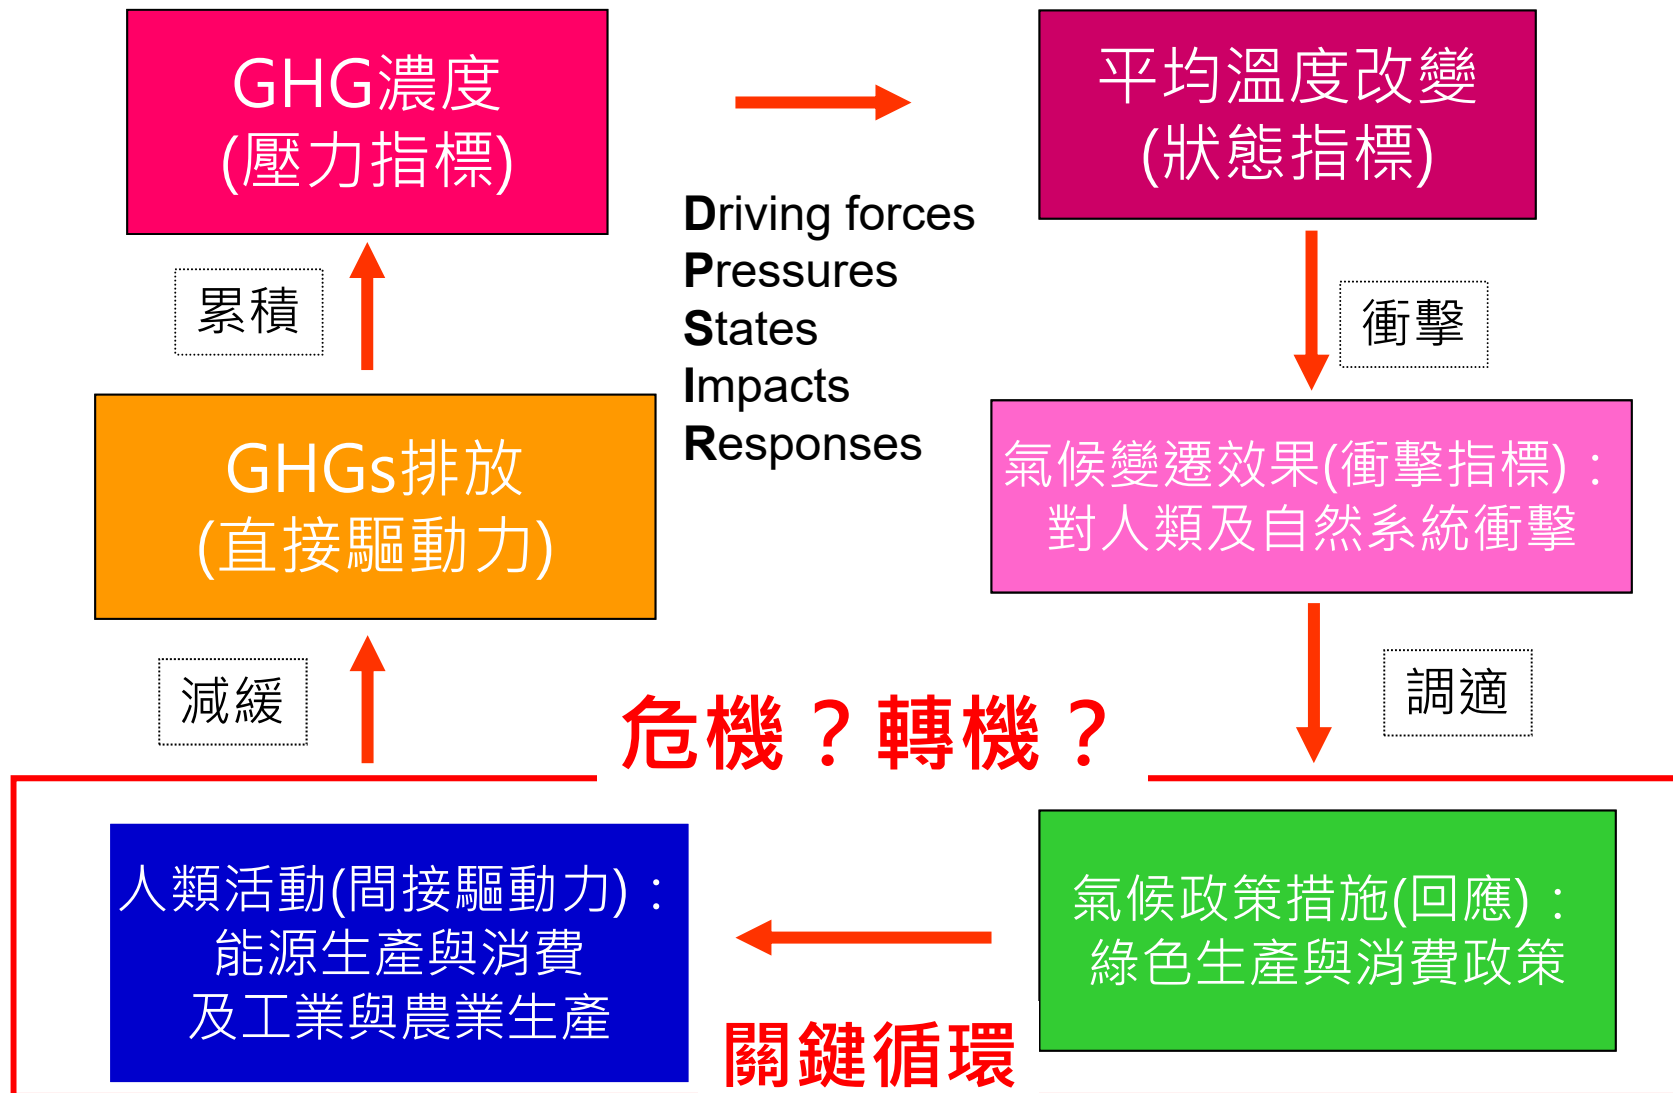 GHG濃度
(壓力指標)
平均溫度改變
(狀態指標)
Driving forces
Pressures
States
Impacts
Responses
累積
衝擊
GHGs排放
(直接驅動力)
氣候變遷效果(衝擊指標)：
對人類及自然系統衝擊
減緩
調適
危機？轉機？
人類活動(間接驅動力)：
能源生產與消費
及工業與農業生產
氣候政策措施(回應)：
綠色生產與消費政策
關鍵循環